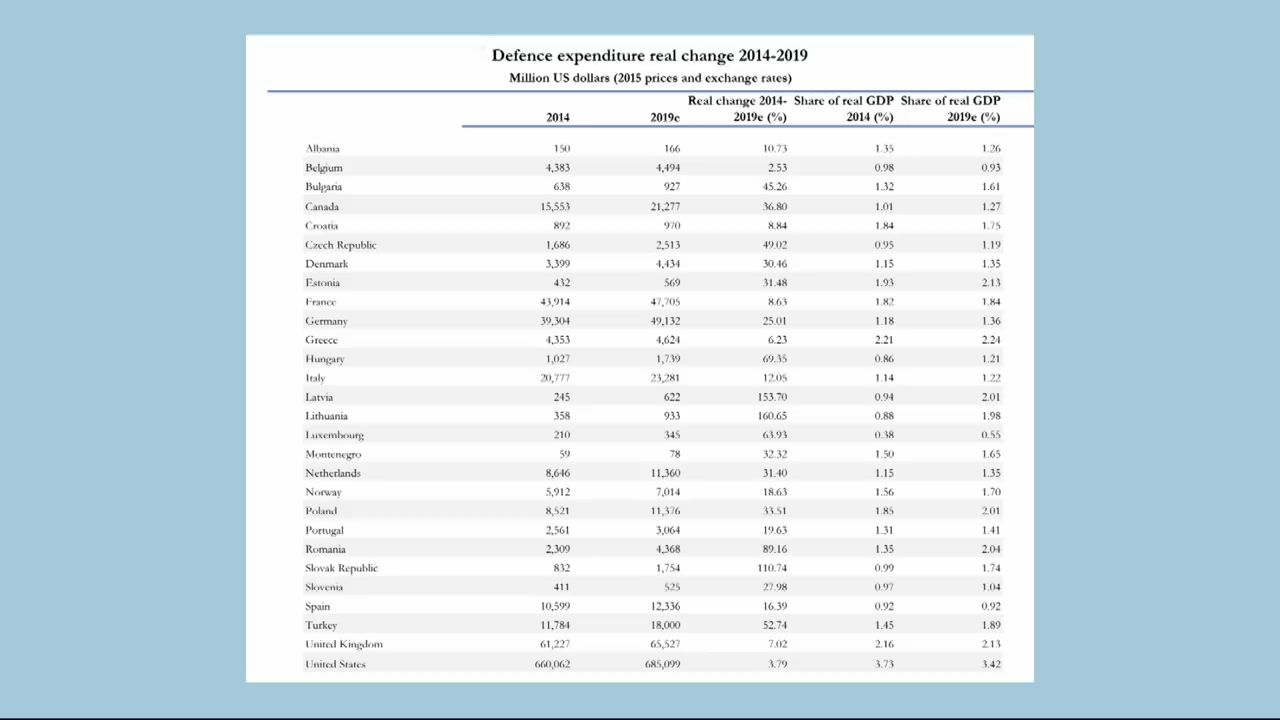 Defence expenditure real change 2014-2019
Million US dollars (2015 prices and exchange rates)
Real change 2014- Share of real GDP Share of real GDP
2014 2019e 2019e (%) 2014 (%) 2019e (%)
Albania 150 166 10.73 1.35 1.26
Belgium 4,383 4,494 2.53 0.98 0.93
Bulgaria 638 927 45.26 1.32 1.61
Canada 15,553 21,277 36.80 1.01 1.27
Croatia 892 970 8.84 1.84 1.75
Czech Republic 1,686 2,513 49.02 0.95 1.19
Denmark 3,399 4,434 30.46 1.15 1.35
Estonia 432 569 31.48 1.93 2.13
France 43,914 47,705 8.63 1.82 1.84
Germany 39,304 49,132 25.01 1.18 1.36
Greece 4,353 4,624 6.23 2.21 2.24
Hungary 1,027 1,739 69.35 0.86 1.21
Italy 20,777 23,281 12.05 1.14 1.22
Latvia 245 622 153.70 0.94 2.01
Lithuania 358 933 160.65 0.88 1.98
Luxembourg 210 345 63.93 0.38 0.55
Montenegro 59 78 32.32 1.50 1.65
Netherlands 8,646 11,360 31.40 1.15 1.35
Norway 5,912 7,014 18.63 1.56 1.70
Poland 8,521 11,376 33.51 1.85 2.01
Portugal 2,561 3,064 19.63 1.31 1.41
Romania 2,309 4,368 89.16 1.35 2.04
Slovak Republic 832 1,754 110.74 0.99 1.74
Slovenia 411 525 27.98 0.97 1.04
Spain 10,599 12,336 16.39 0.92 0.92
Turkey 11,784 18,000 52.74 1.45 1.89
United Kingdom 61,227 65,527 7.02 2.16 2.13
United States 660,062 685,099 3.79 3.73 3.42